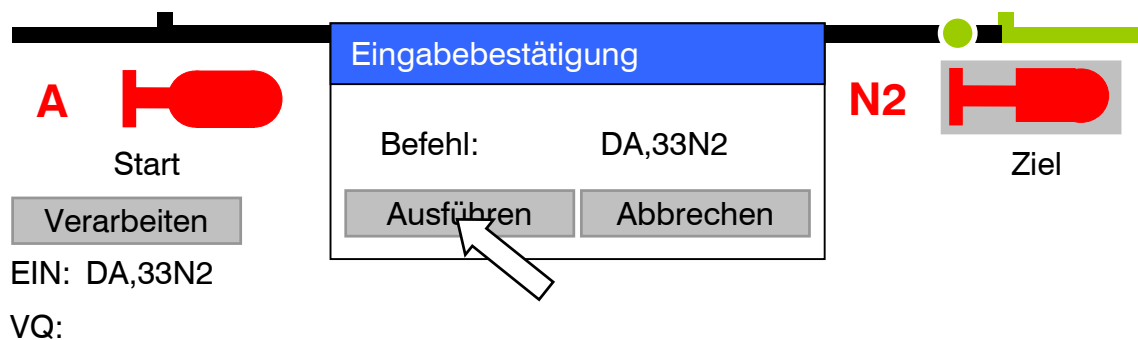 Eingabebestätigung
A
N2
Befehl: DA,33N2
Start
Ziel
Ausführen Abbrechen
Verarbeiten
EIN: DA,33N2
VQ: